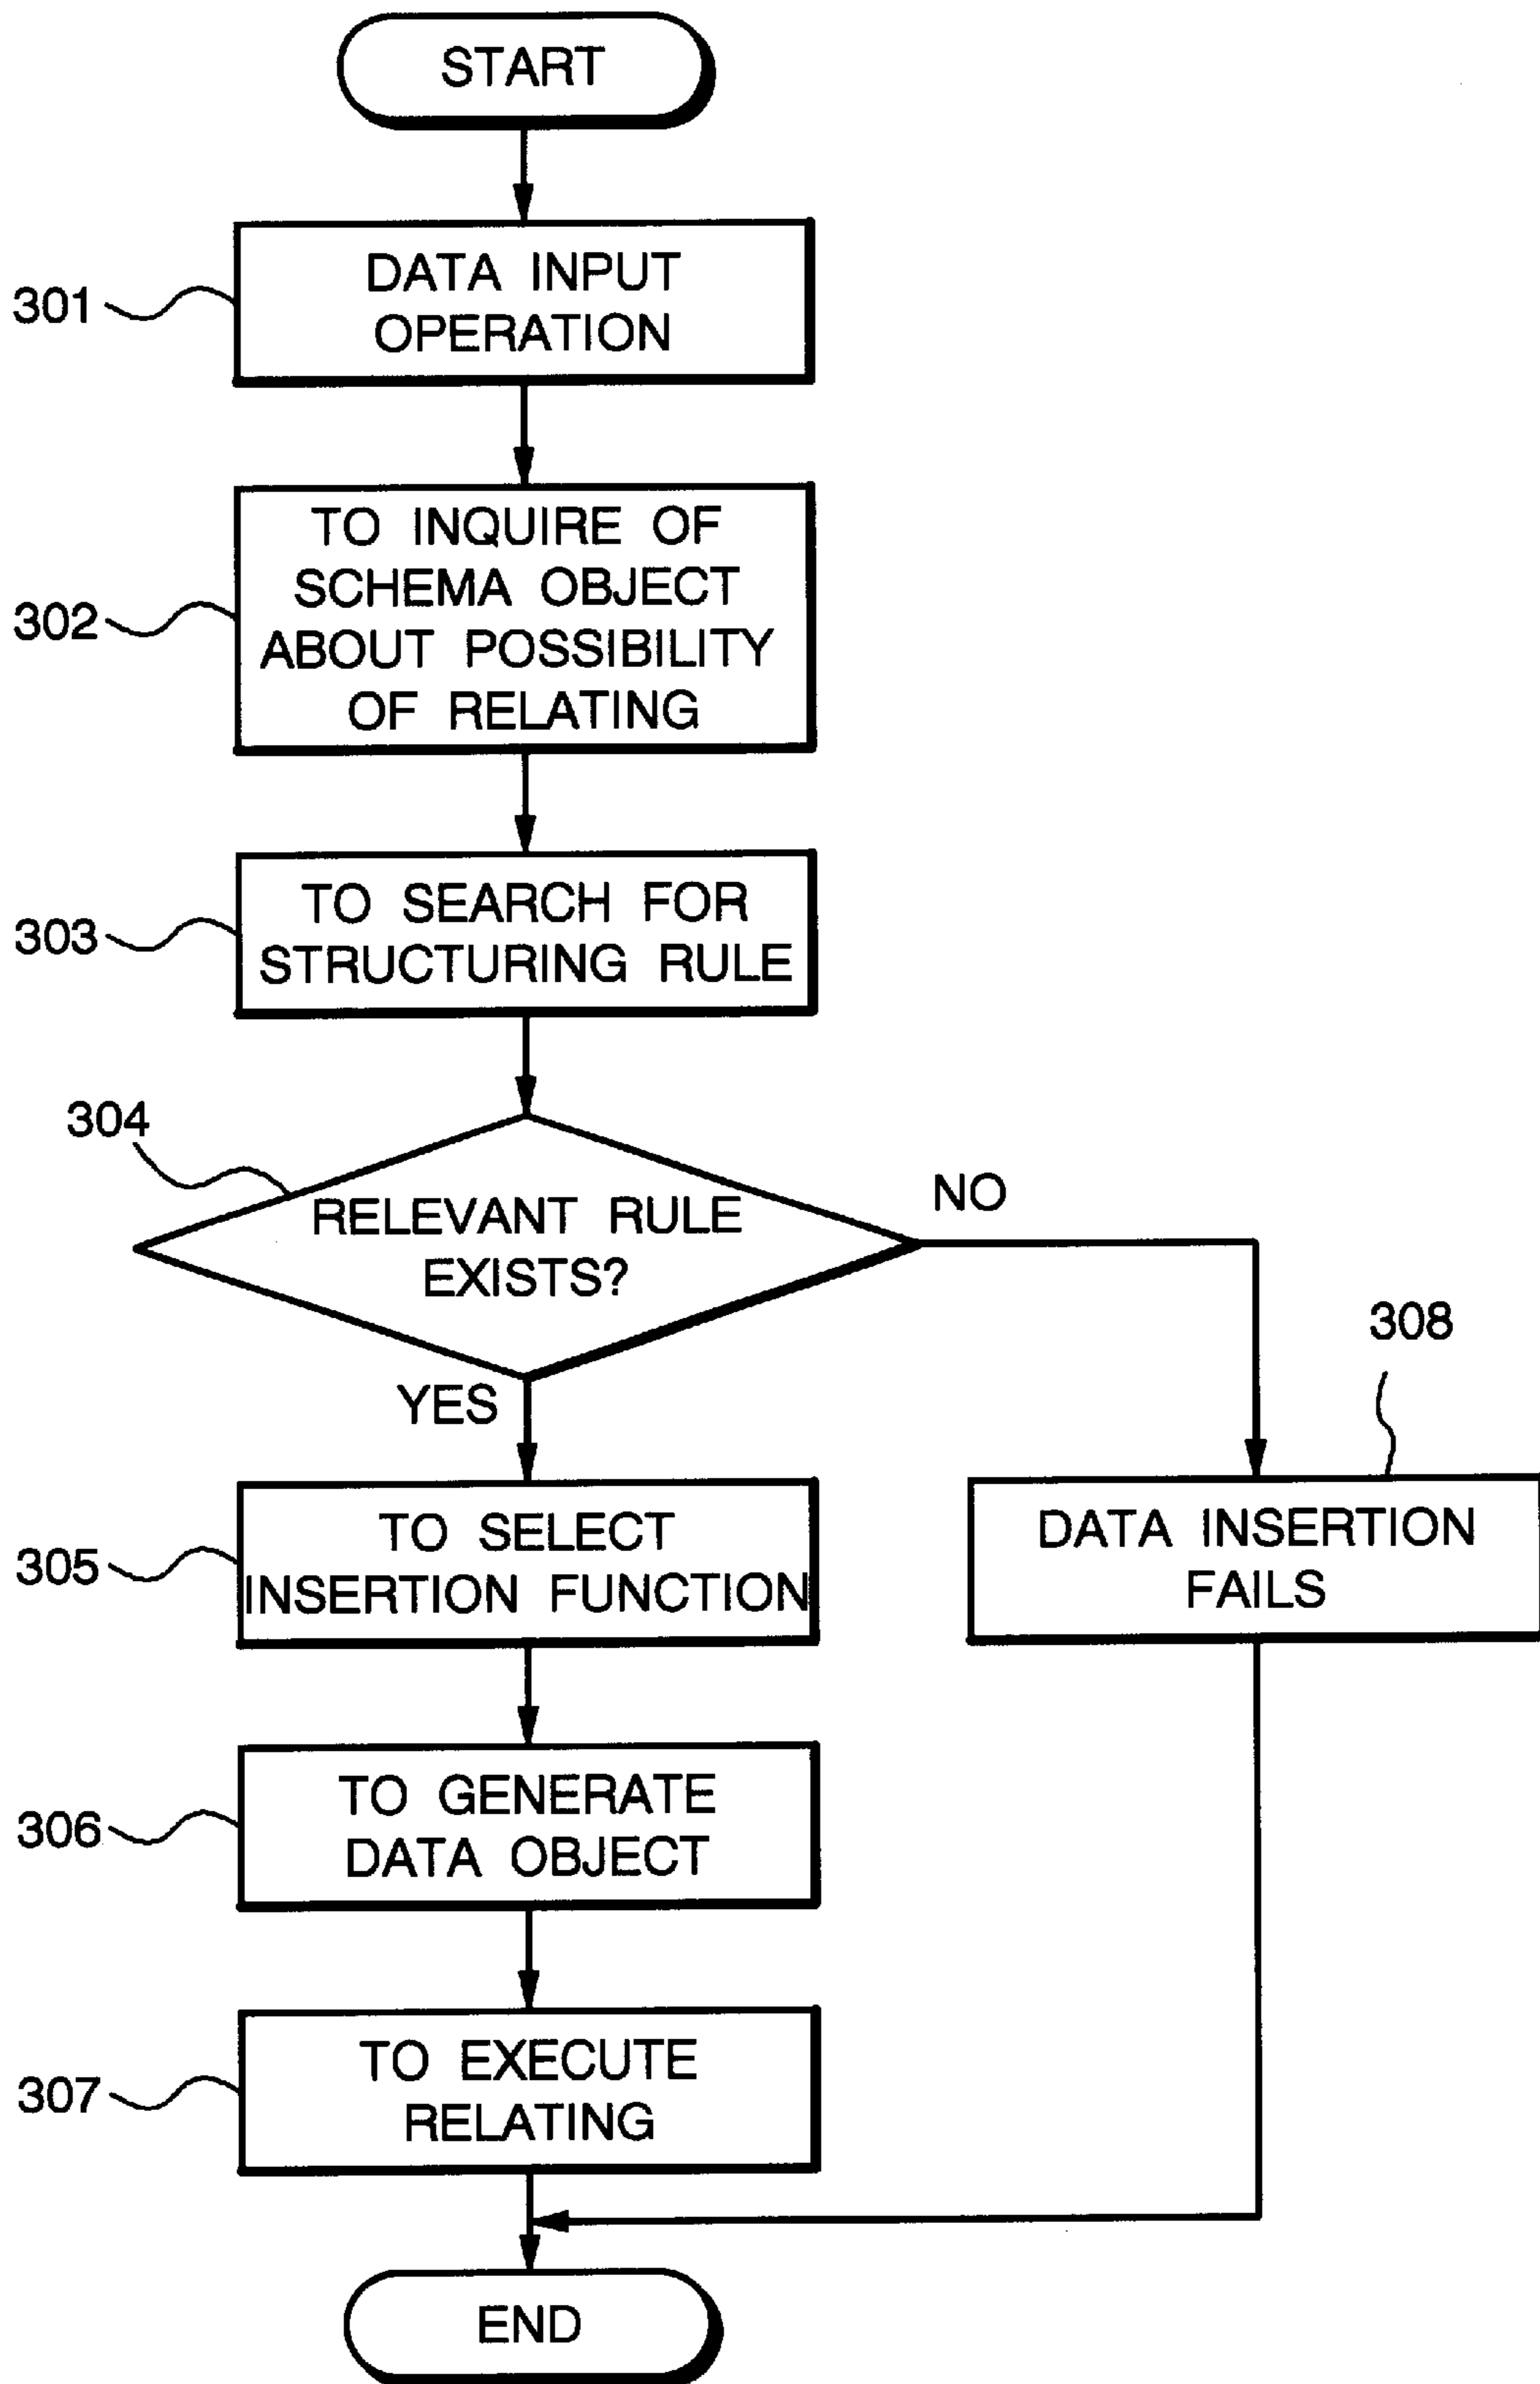 START
301
DATA INPUT
OPERATION
302
TO INQUIRE OF
SCHEMA OBJECT
ABOUT POSSIBILITY
OF RELATING
303
TO SEARCH FOR
STRUCTURING RULE
304
RELEVANT RULE
EXISTS?
NO
YES
308
305
TO SELECT
INSERTION FUNCTION
DATA INSERTION
FAILS
306
TO GENERATE
DATA OBJECT
307
TO EXECUTE
RELATING
END